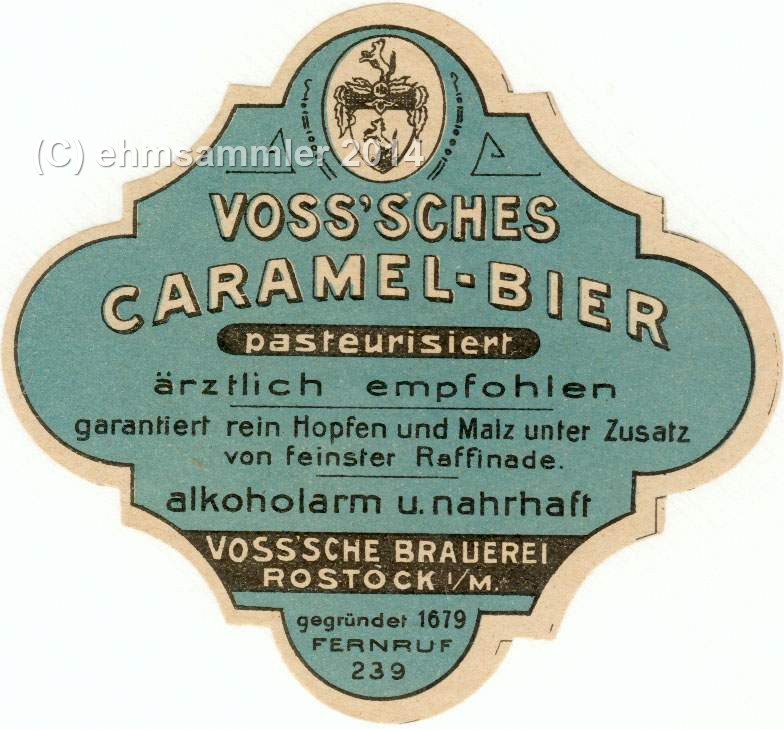 (C) ehmsammler 2014
VOSS'SCHES
CARAMEL-BIER
pasteurisiert
ärztlich empfohlen
garantiert rein Hopfen und Malz unter Zusatz
von feinster Raffinade.
alkoholarm u. nahrhaft
VOSS'SCHE BRAUEREI
ROSTOCK I/M.
gegründet 1679
FERNRUF
239